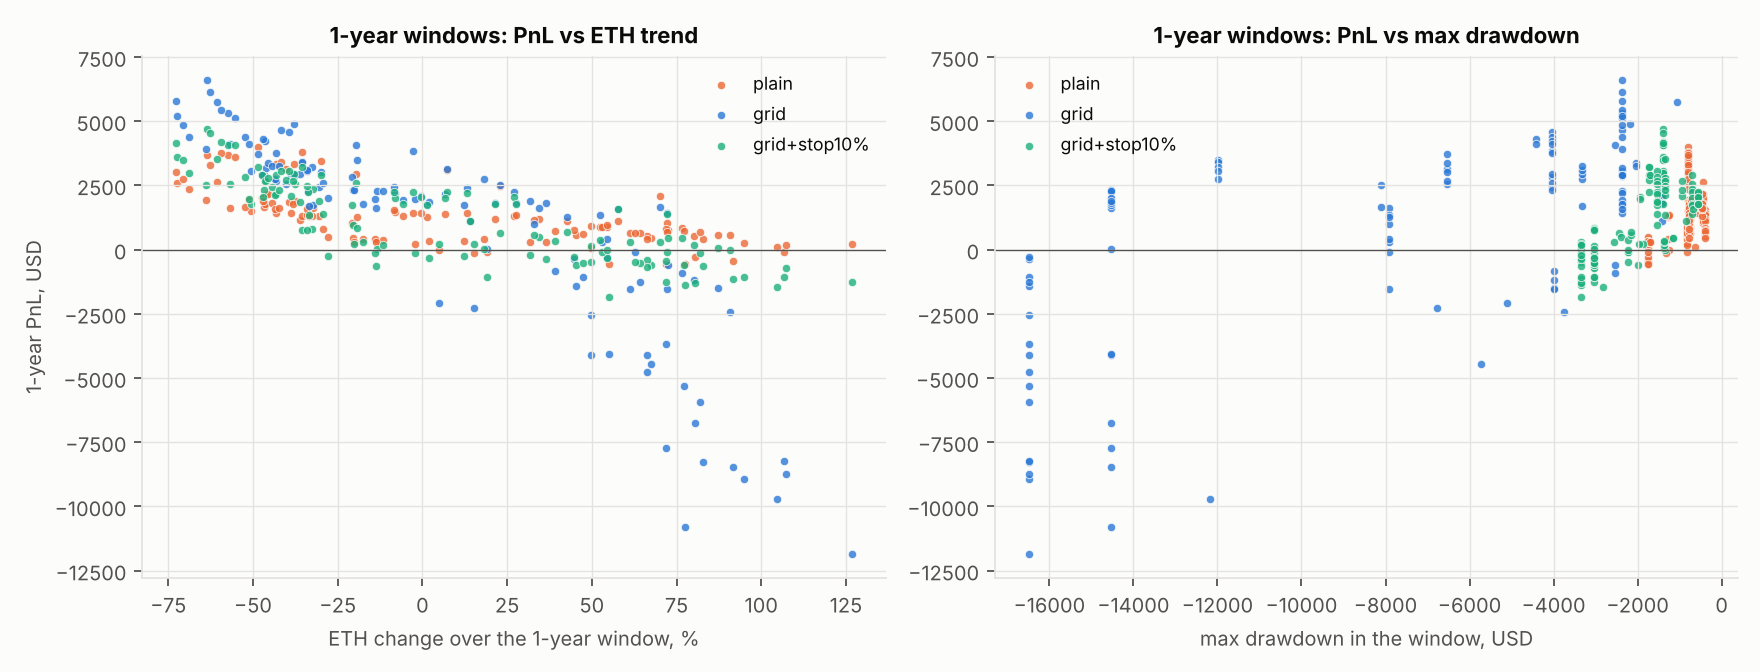 1-year windows: PnL vs ETH trend
1-year PnL, USD
7500
5000
2500
0
−2500
−5000
−7500
−10000
−12500
plain
grid
grid+stop10%
−75 −50 −25 0 25 50 75 100 125
ETH change over the 1-year window, %
1-year windows: PnL vs max drawdown
7500
5000
2500
0
−2500
−5000
−7500
−10000
−12500
plain
grid
grid+stop10%
−16000 −14000 −12000 −10000 −8000 −6000 −4000 −2000 0
max drawdown in the window, USD